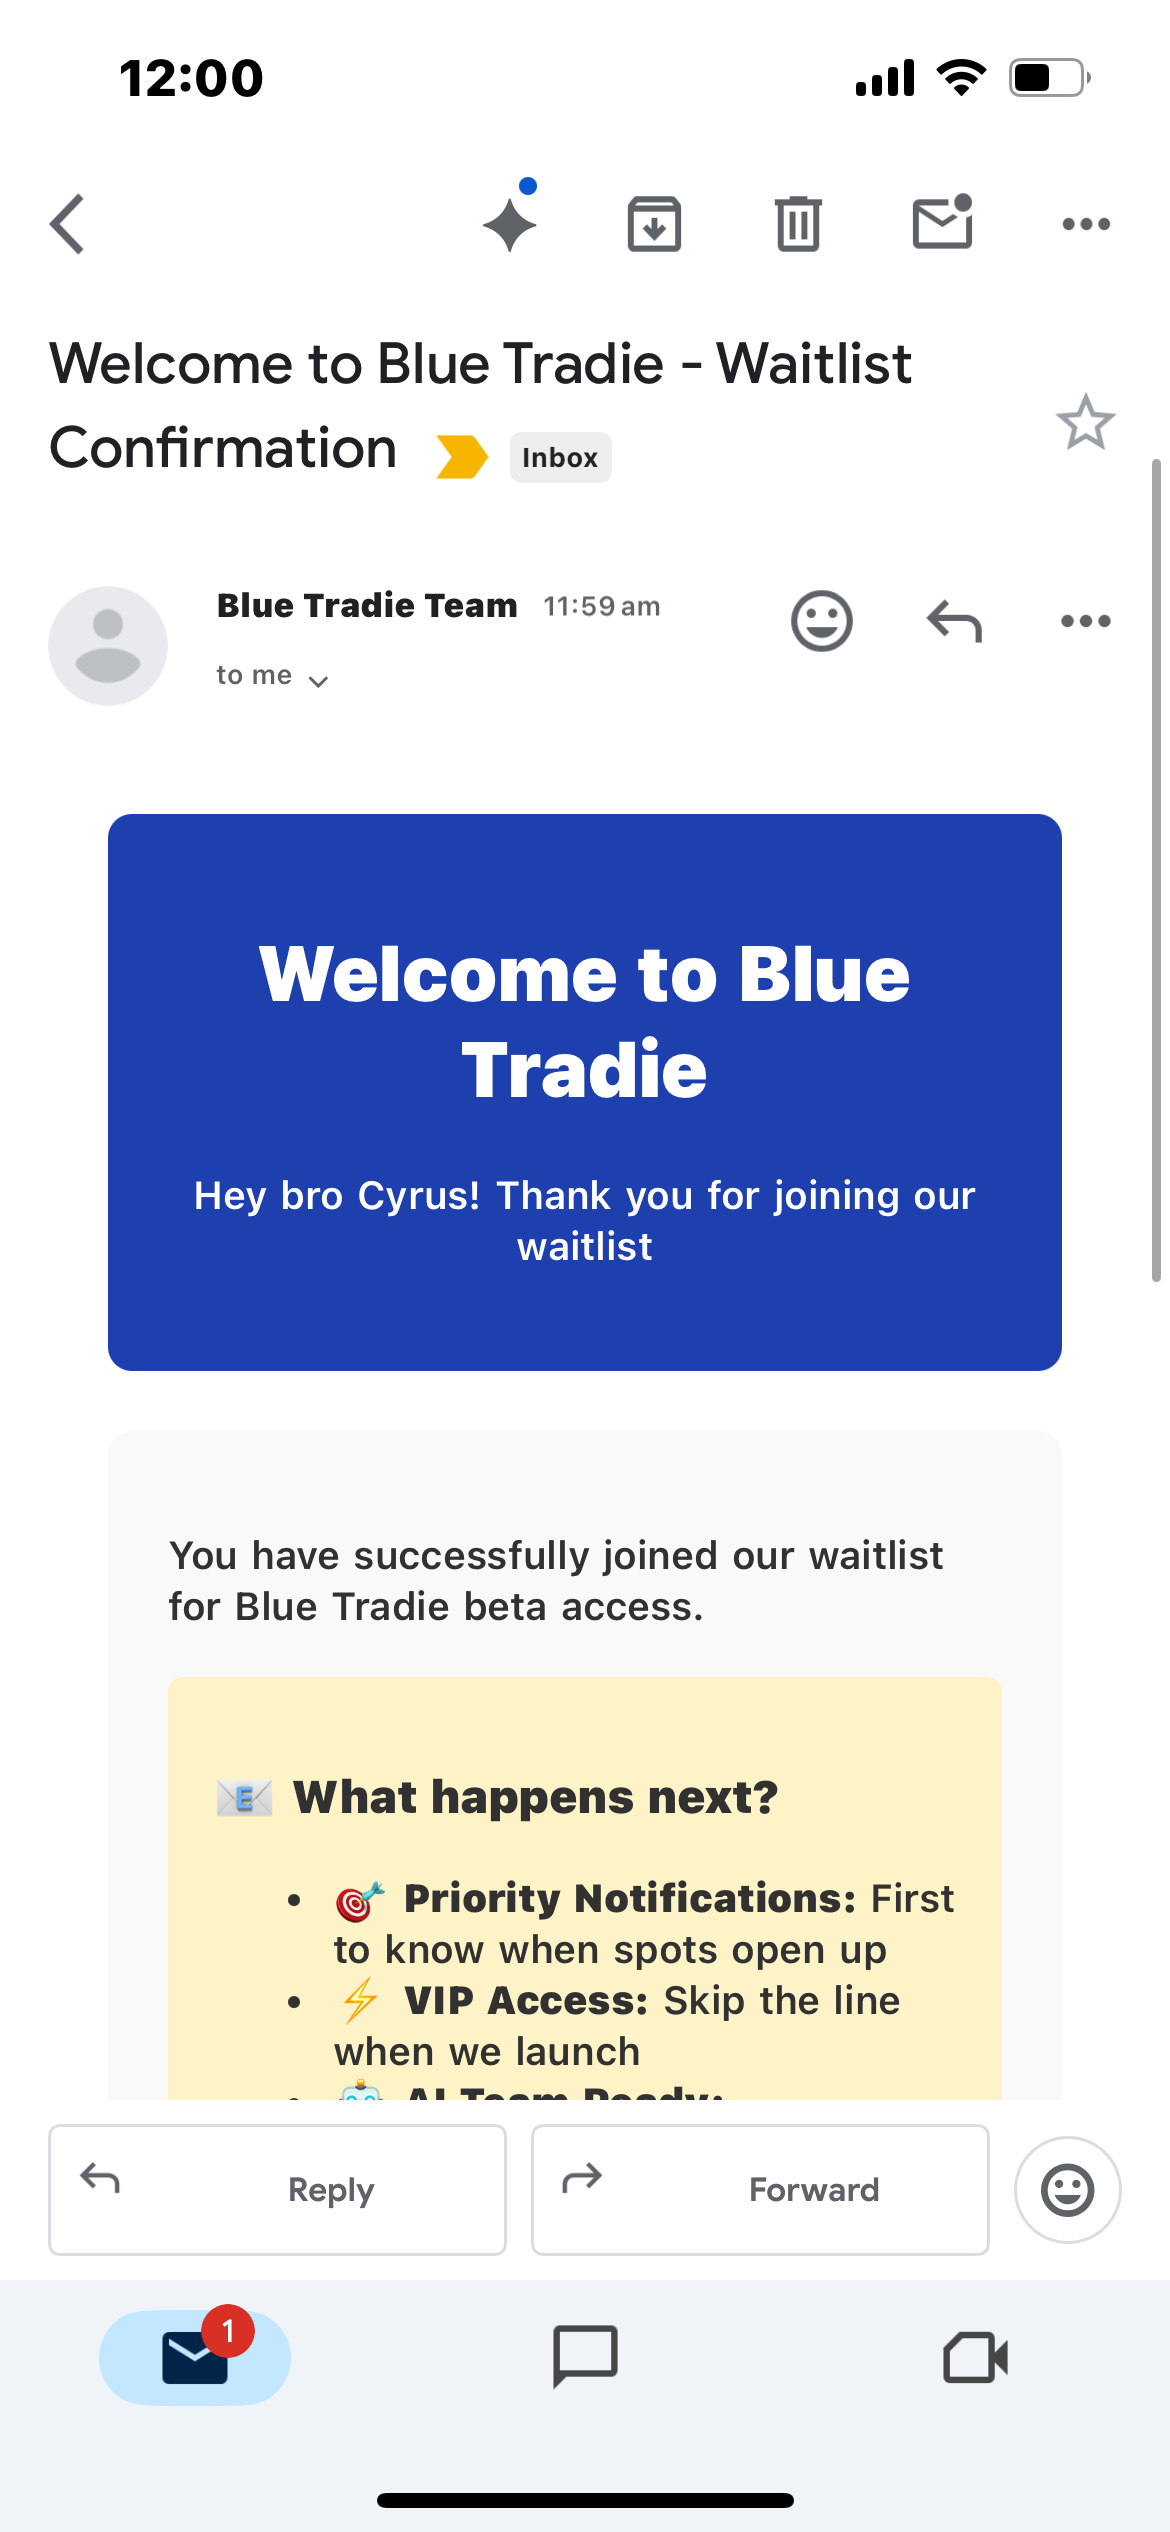 12:00
Welcome to Blue Tradie - Waitlist
Confirmation Inbox
Blue Tradie Team 11:59 am
to me
Welcome to Blue
Tradie
Hey bro Cyrus! Thank you for joining our
waitlist
You have successfully joined our waitlist
for Blue Tradie beta access.
📧 What happens next?
• 🎯 Priority Notifications: First
to know when spots open up
• ⚡ VIP Access: Skip the line
when we launch
• 🤖 AI Team Ready:
Reply
Forward
1